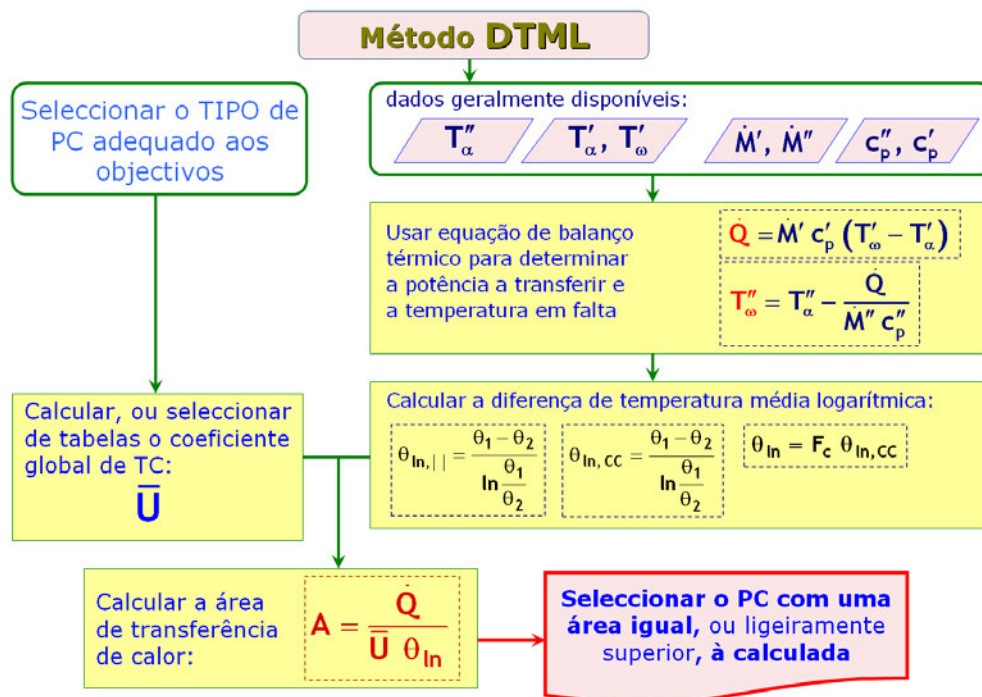 Método DTML
Seleccionar o TIPO de
PC adequado aos
objectivos
dados geralmente disponíveis:
T″α T′α, T′ω Ṁ′, Ṁ″ c″p, c′p
Usar equação de balanço
térmico para determinar
a potência a transferir e
a temperatura em falta
Q̇ = Ṁ′ c′p (T′ω − T′α)
T″ω = T″α − Q̇ / (Ṁ″ c″p)
Calcular, ou seleccionar
de tabelas o coeficiente
global de TC:
U̅
Calcular a diferença de temperatura média logarítmica:
θln,|| = (θ1 − θ2) / (ln θ1/θ2) θln,CC = (θ1 − θ2) / (ln θ1/θ2) θln = Fc θln,CC
Calcular a área
de transferência
de calor:
A = Q̇ / (U̅ θln)
Seleccionar o PC com uma
área igual, ou ligeiramente
superior, à calculada